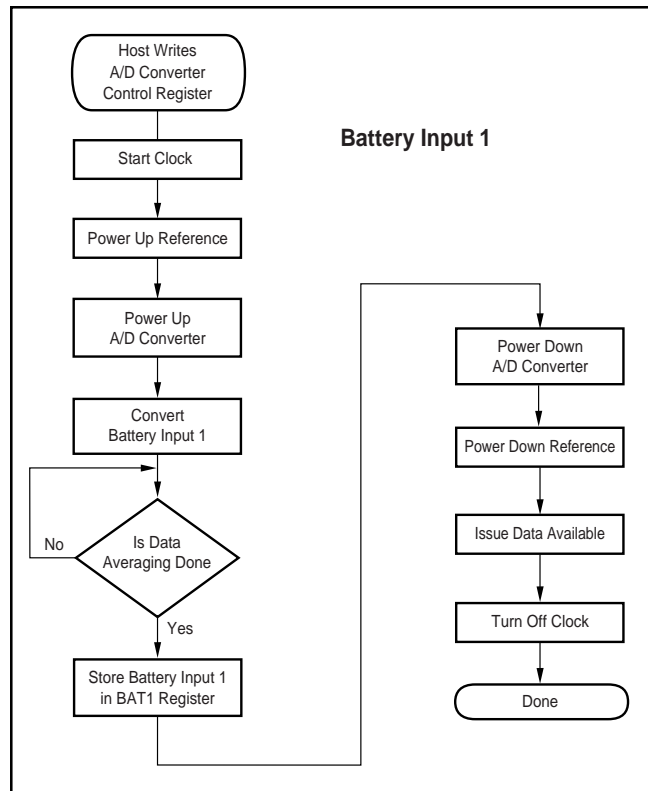 Host Writes
A/D Converter
Control Register
Battery Input 1
Start Clock
Power Up Reference
Power Up
A/D Converter
Convert
Battery Input 1
No
Is Data
Averaging Done
Yes
Store Battery Input 1
in BAT1 Register
Power Down
A/D Converter
Power Down Reference
Issue Data Available
Turn Off Clock
Done